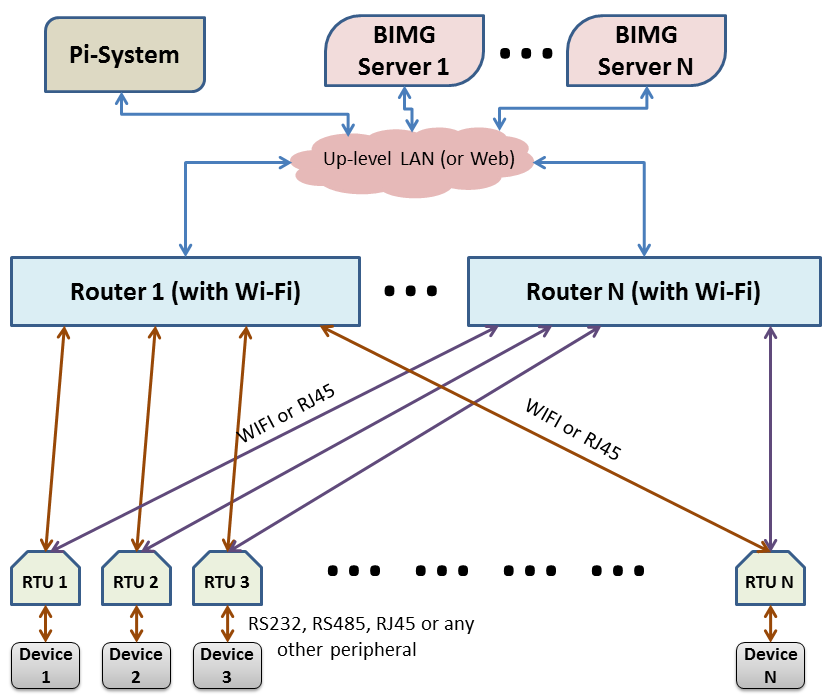 Pi-System
BIMG
Server 1
BIMG
Server N
Up-level LAN (or Web)
Router 1 (with Wi-Fi)
Router N (with Wi-Fi)
WIFI or RJ45
WIFI or RJ45
RTU 1
RTU 2
RTU 3
RTU N
RS232, RS485, RJ45 or any
other peripheral
Device
1
Device
2
Device
3
Device
N